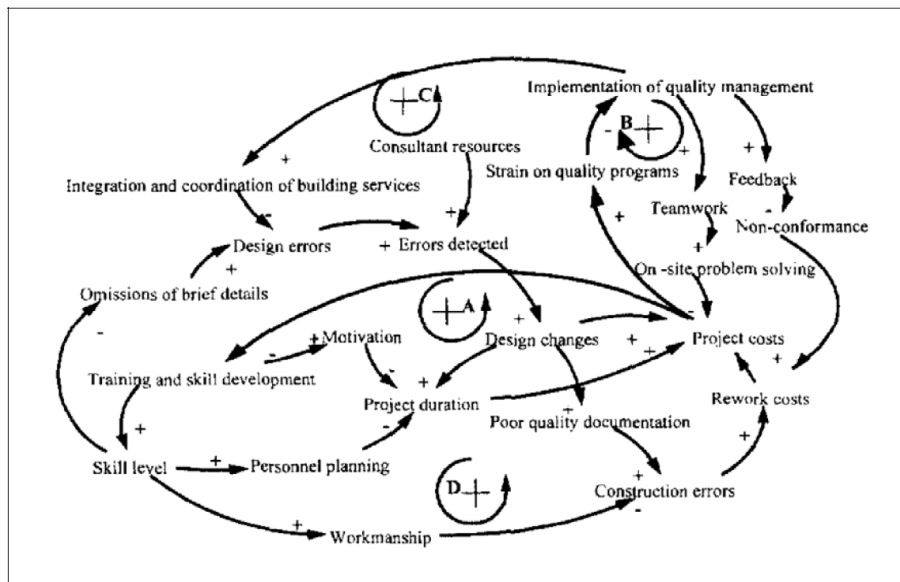 Implementation of quality management
C
B
Consultant resources
Strain on quality programs
Feedback
Integration and coordination of building services
Teamwork
Non-conformance
Design errors
Errors detected
On -site problem solving
Omissions of brief details
A
Motivation
Design changes
Project costs
Training and skill development
Project duration
Rework costs
Poor quality documentation
Skill level
Personnel planning
D
Construction errors
Workmanship